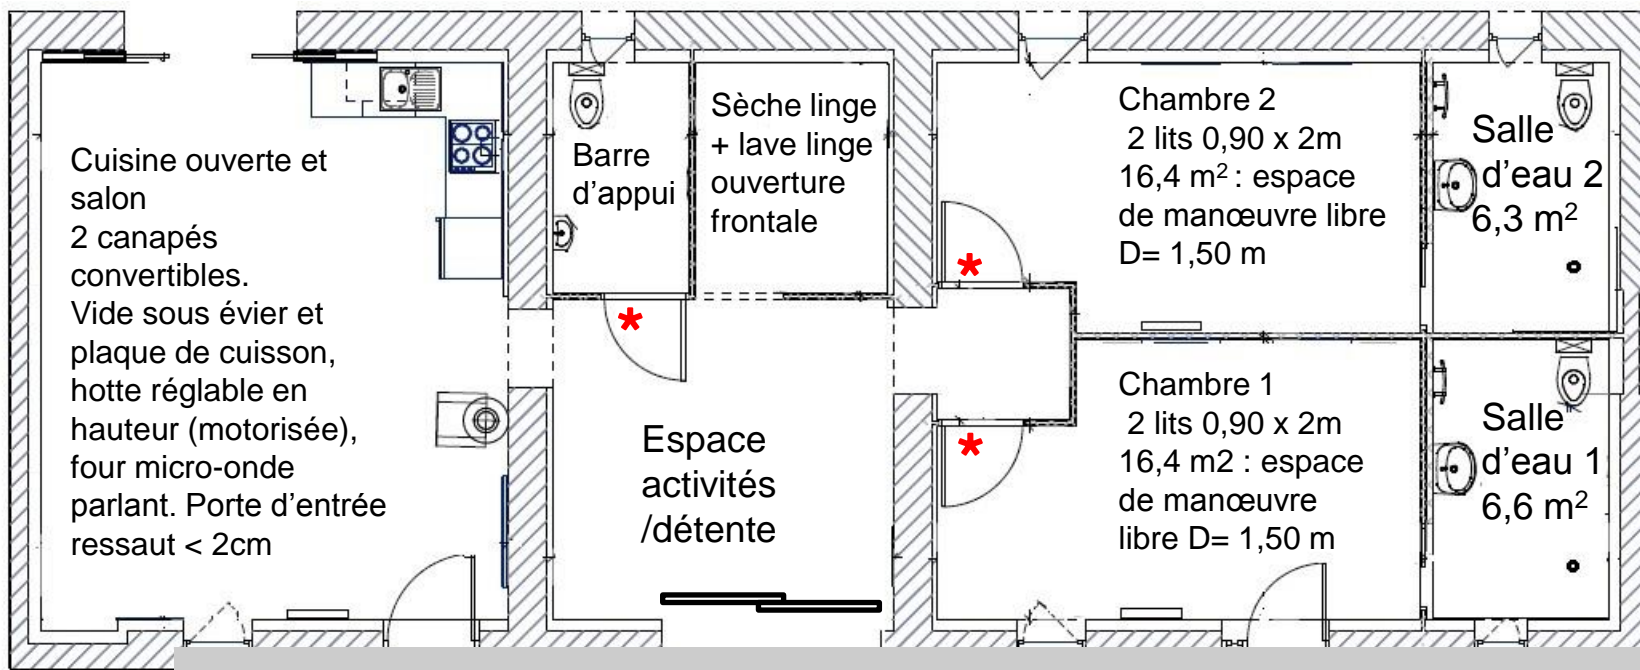 Cuisine ouverte et
salon
2 canapés
convertibles.
Vide sous évier et
plaque de cuisson,
hotte réglable en
hauteur (motorisée),
four micro-onde
parlant. Porte d’entrée
ressaut < 2cm
Barre
d’appui
Sèche linge
+ lave linge
ouverture
frontale
*
Espace
activités
/détente
Chambre 2
2 lits 0,90 x 2m
16,4 m² : espace
de manœuvre libre
D= 1,50 m
*
Chambre 1
2 lits 0,90 x 2m
16,4 m2 : espace
de manœuvre
libre D= 1,50 m
*
Salle
d’eau 2
6,3 m²
Salle
d’eau 1
6,6 m²